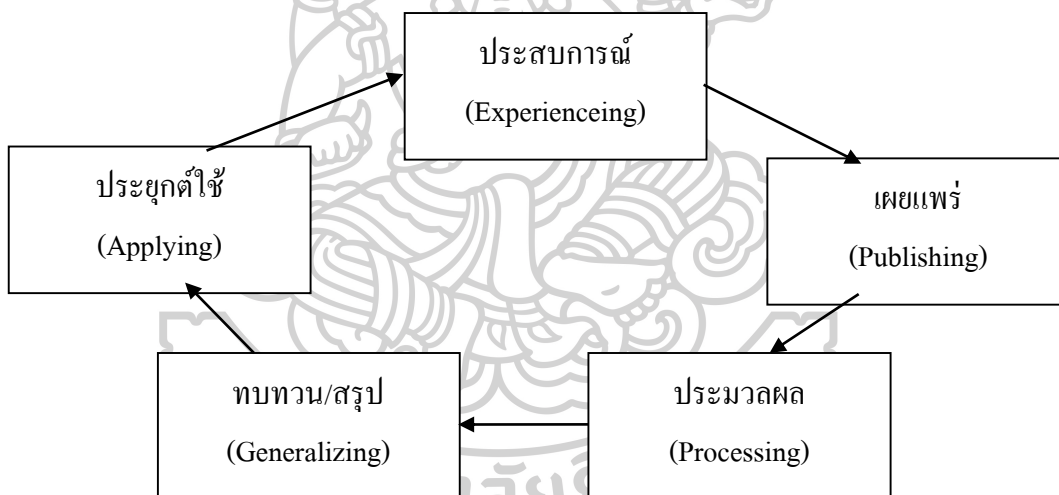 ประสบการณ์
(Experienceing)
ประยุกต์ใช้
(Applying)
เผยแพร่
(Publishing)
ทบทวน/สรุป
(Generalizing)
ประมวลผล
(Processing)